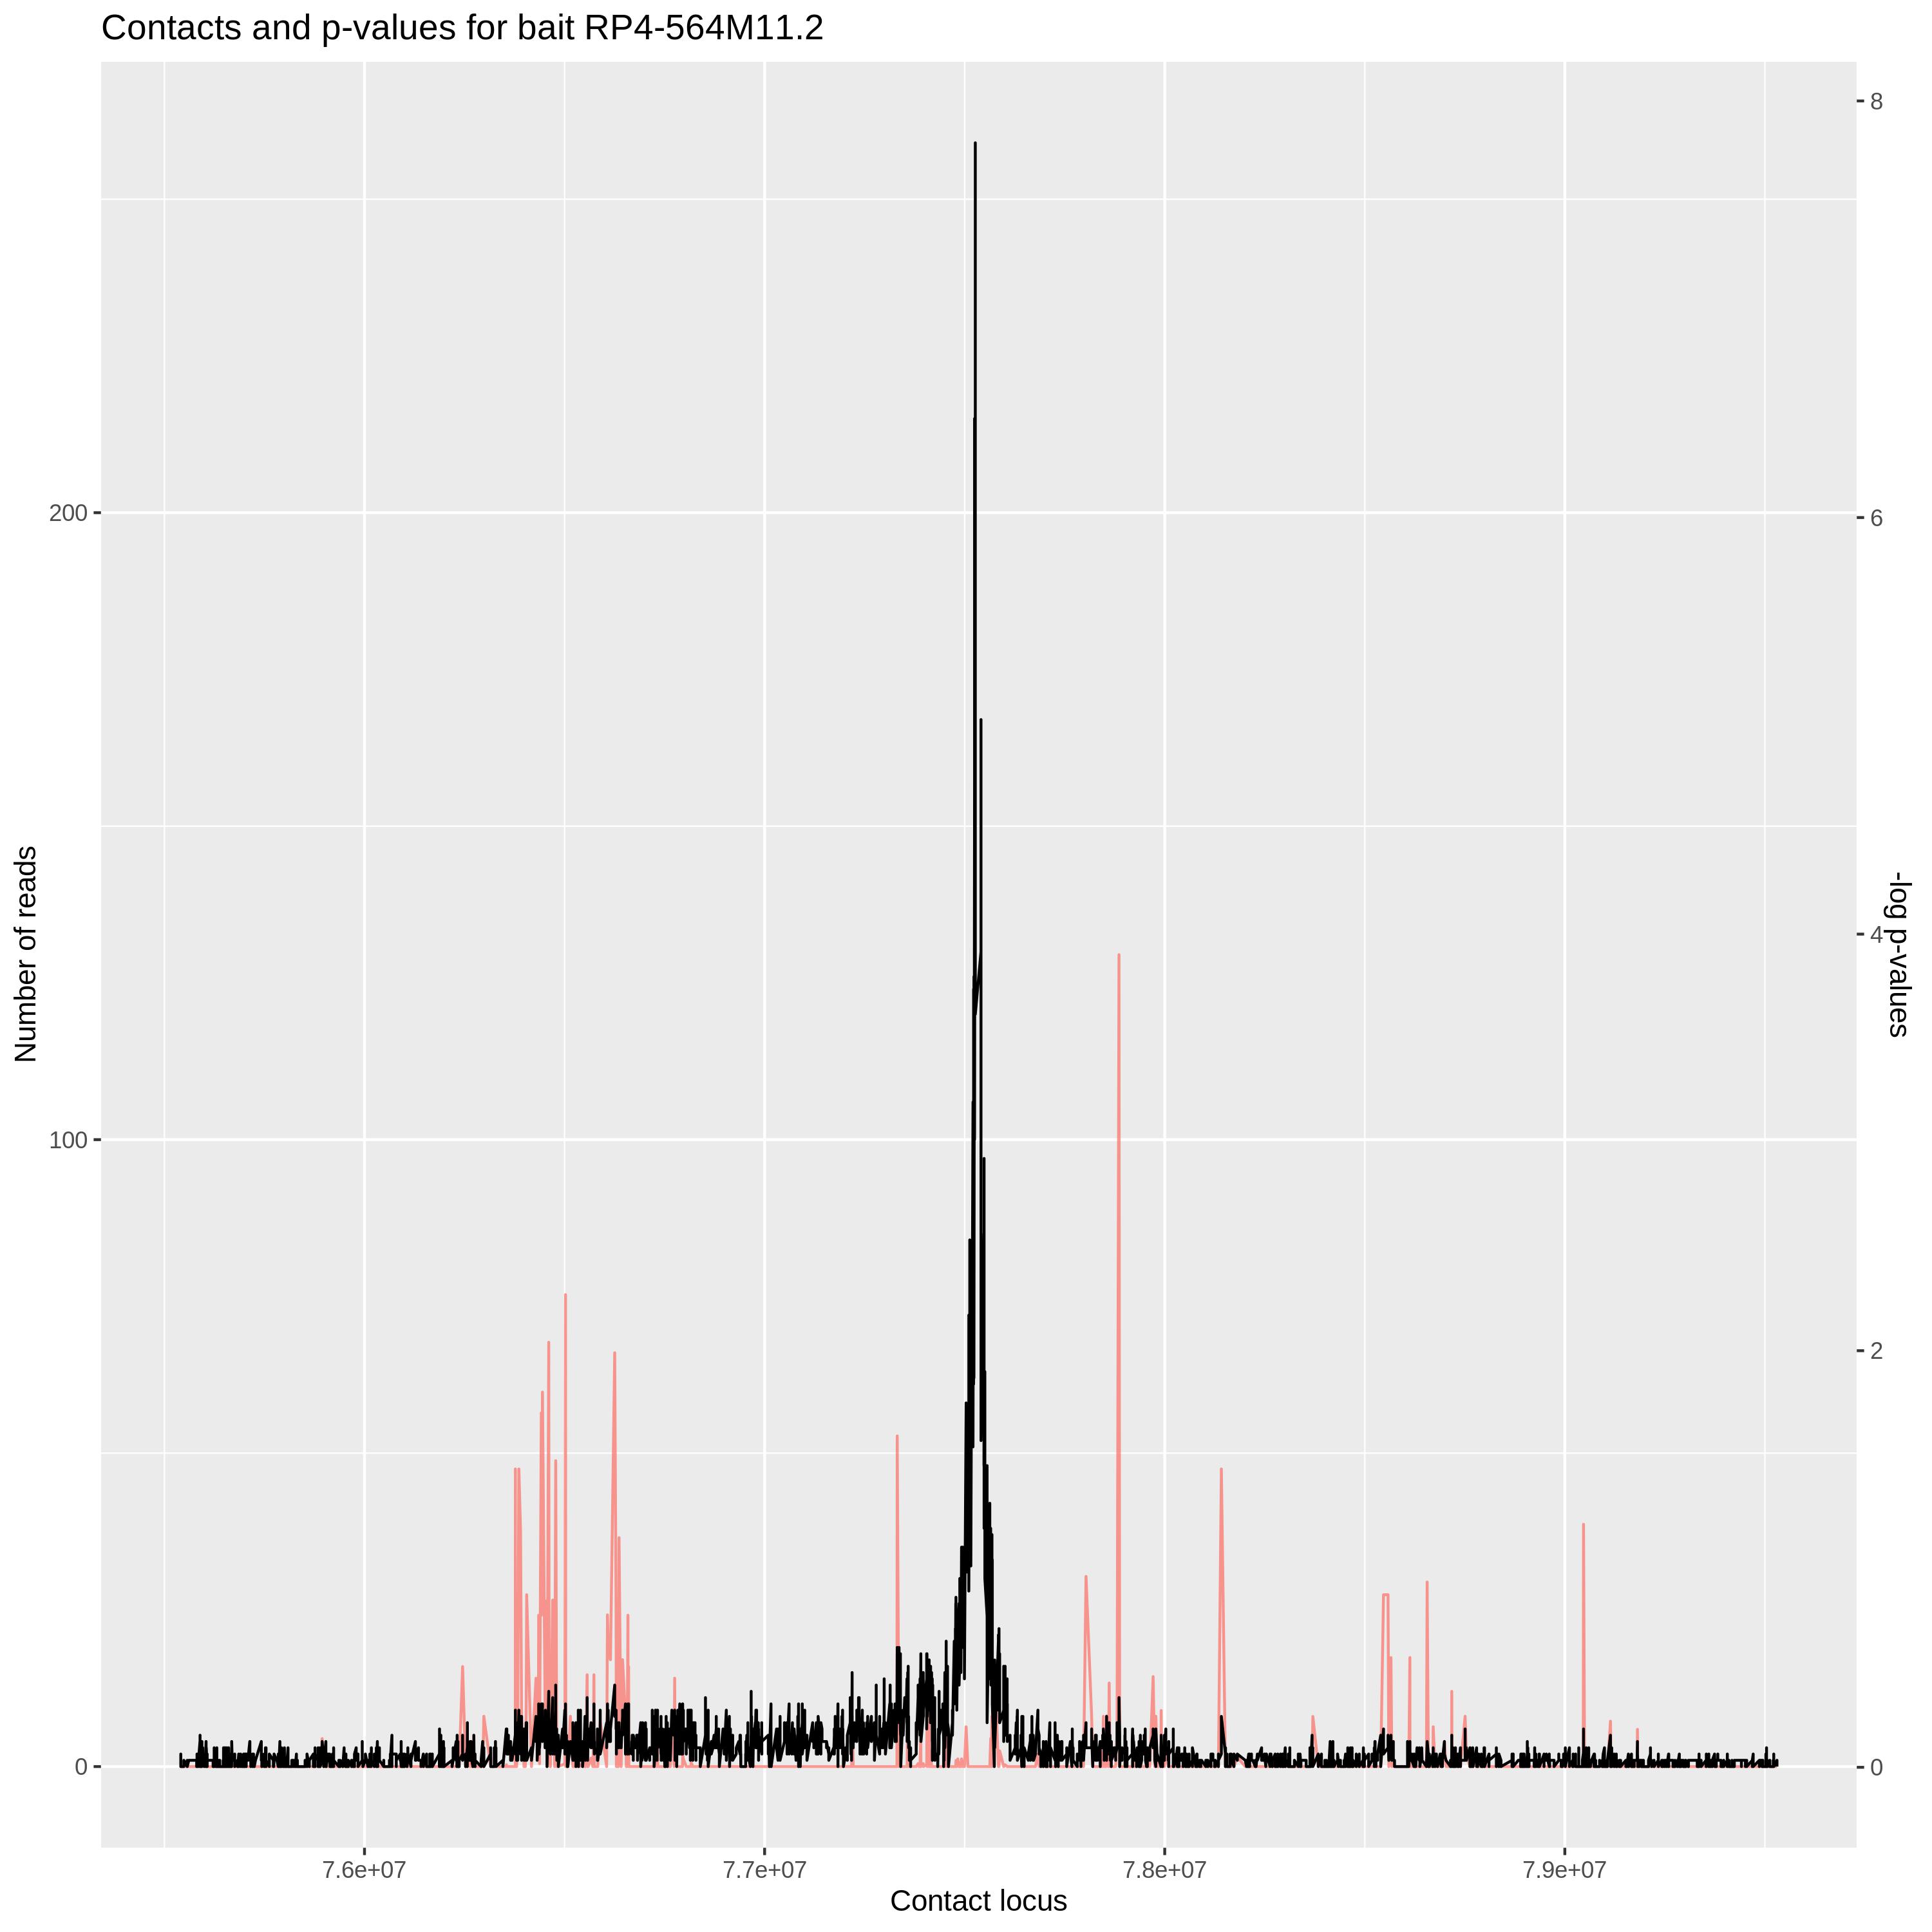 Contacts and p-values for bait RP4-564M11.2
Number of reads
200
100
0
8
6
4
2
0
-log p-values
7.6e+07 7.7e+07 7.8e+07 7.9e+07
Contact locus